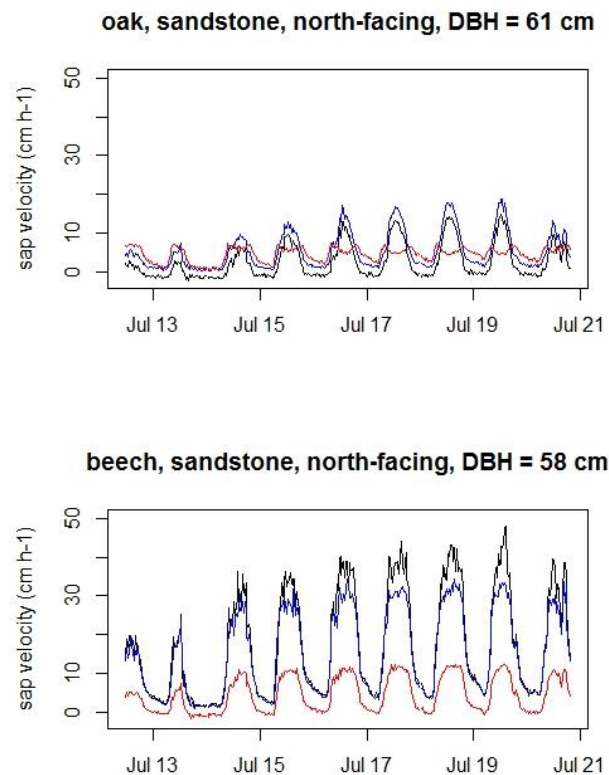 oak, sandstone, north-facing, DBH = 61 cm
sap velocity (cm h-1)
50
30
10
0
Jul 13 Jul 15 Jul 17 Jul 19 Jul 21
beech, sandstone, north-facing, DBH = 58 cm
sap velocity (cm h-1)
50
30
10
0
Jul 13 Jul 15 Jul 17 Jul 19 Jul 21